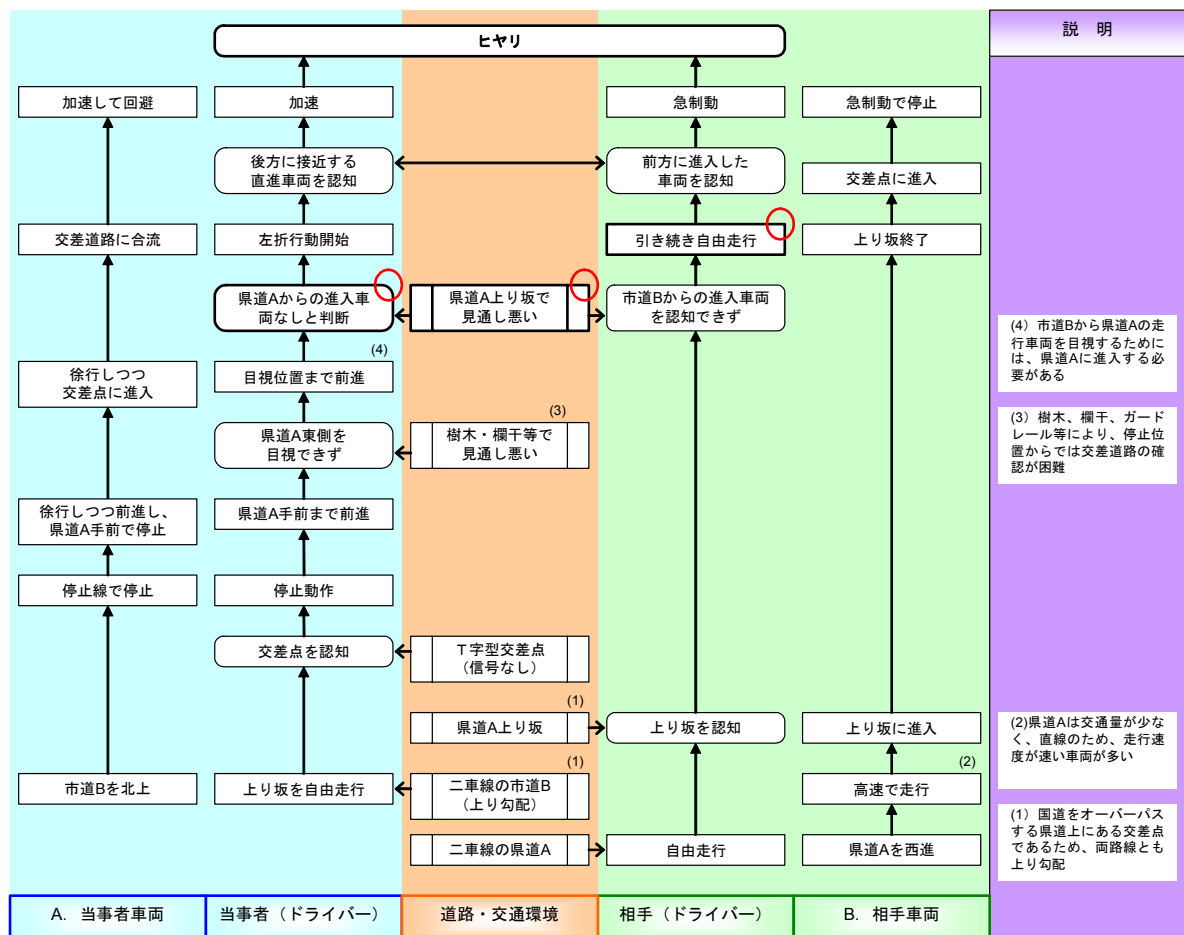 説　明
ヒヤリ
加速して回避
加速
急制動
急制動で停止
後方に接近する
直進車両を認知
前方に進入した
車両を認知
交差点に進入
交差道路に合流
左折行動開始
引き続き自由走行
上り坂終了
県道Aからの進入車
両なしと判断
県道A上り坂で
見通し悪い
市道Bからの進入車両
を認知できず
(4)
徐行しつつ
交差点に進入
目視位置まで前進
(4) 市道Bから県道Aの走
行車両を目視するためには
、県道Aに進入する必
要がある
(3)
県道A東側を
目視できず
樹木・欄干等で
見通し悪い
(3) 樹木、欄干、ガード
レール等により、停止位
置からでは交差道路の確
認が困難
徐行しつつ前進し、
県道A手前で停止
県道A手前まで前進
停止線で停止
停止動作
交差点を認知
T字型交差点
（信号なし）
(1)
県道A上り坂
上り坂を認知
上り坂に進入
(2)県道Aは交通量が少な
く、直線のため、走行速
度が速い車両が多い
(1)
(2)
市道Bを北上
上り坂を自由走行
二車線の市道B
（上り勾配）
高速で走行
二車線の県道A
自由走行
県道Aを西進
(1) 国道をオーバーパス
する県道上にある交差点
であるため、両路線とも
上り勾配
A. 当事者車両
当事者（ドライバー）
道路・交通環境
相手（ドライバー）
B. 相手車両